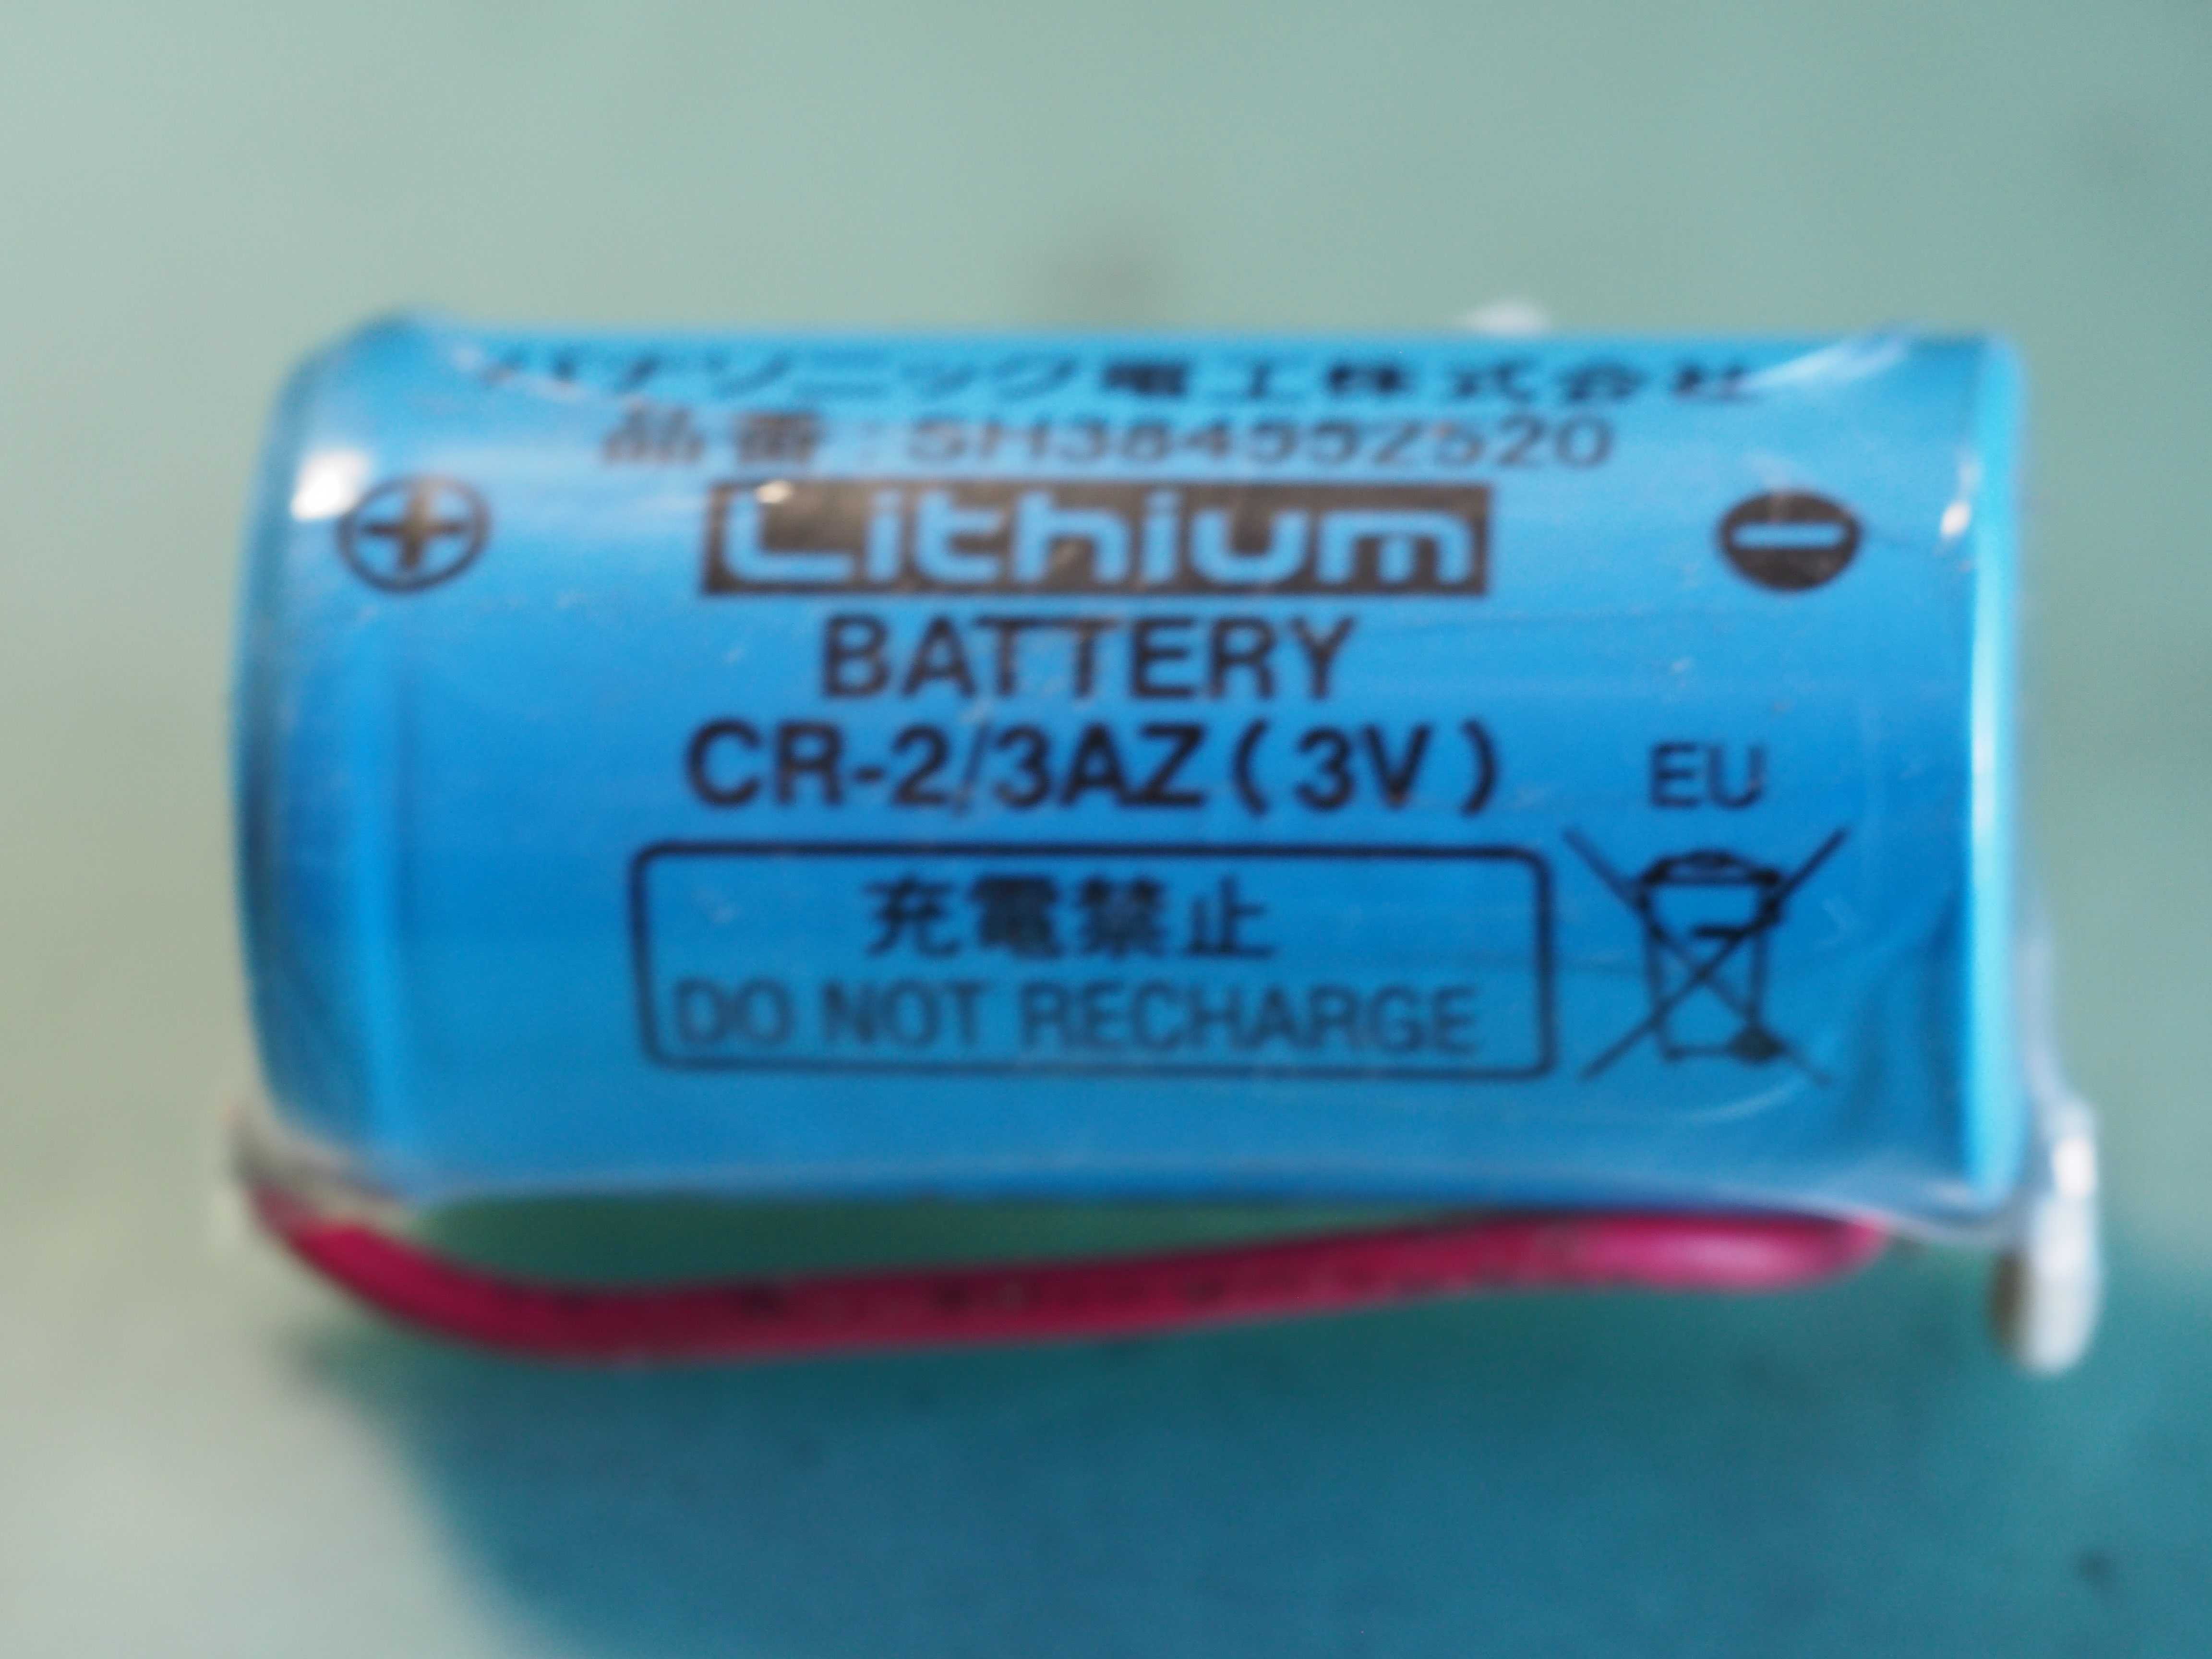 パナソニック電工株式会社
品番:SH384552520
Lithium
BATTERY
CR-2/3AZ(3V)
EU
充電禁止
DO NOT RECHARGE